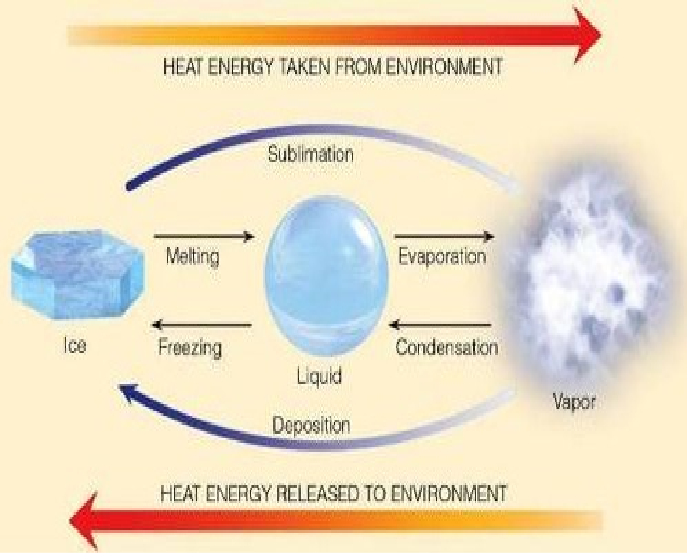 HEAT ENERGY TAKEN FROM ENVIRONMENT
Sublimation
Melting
Evaporation
Ice
Freezing
Condensation
Liquid
Vapor
Deposition
HEAT ENERGY RELEASED TO ENVIRONMENT